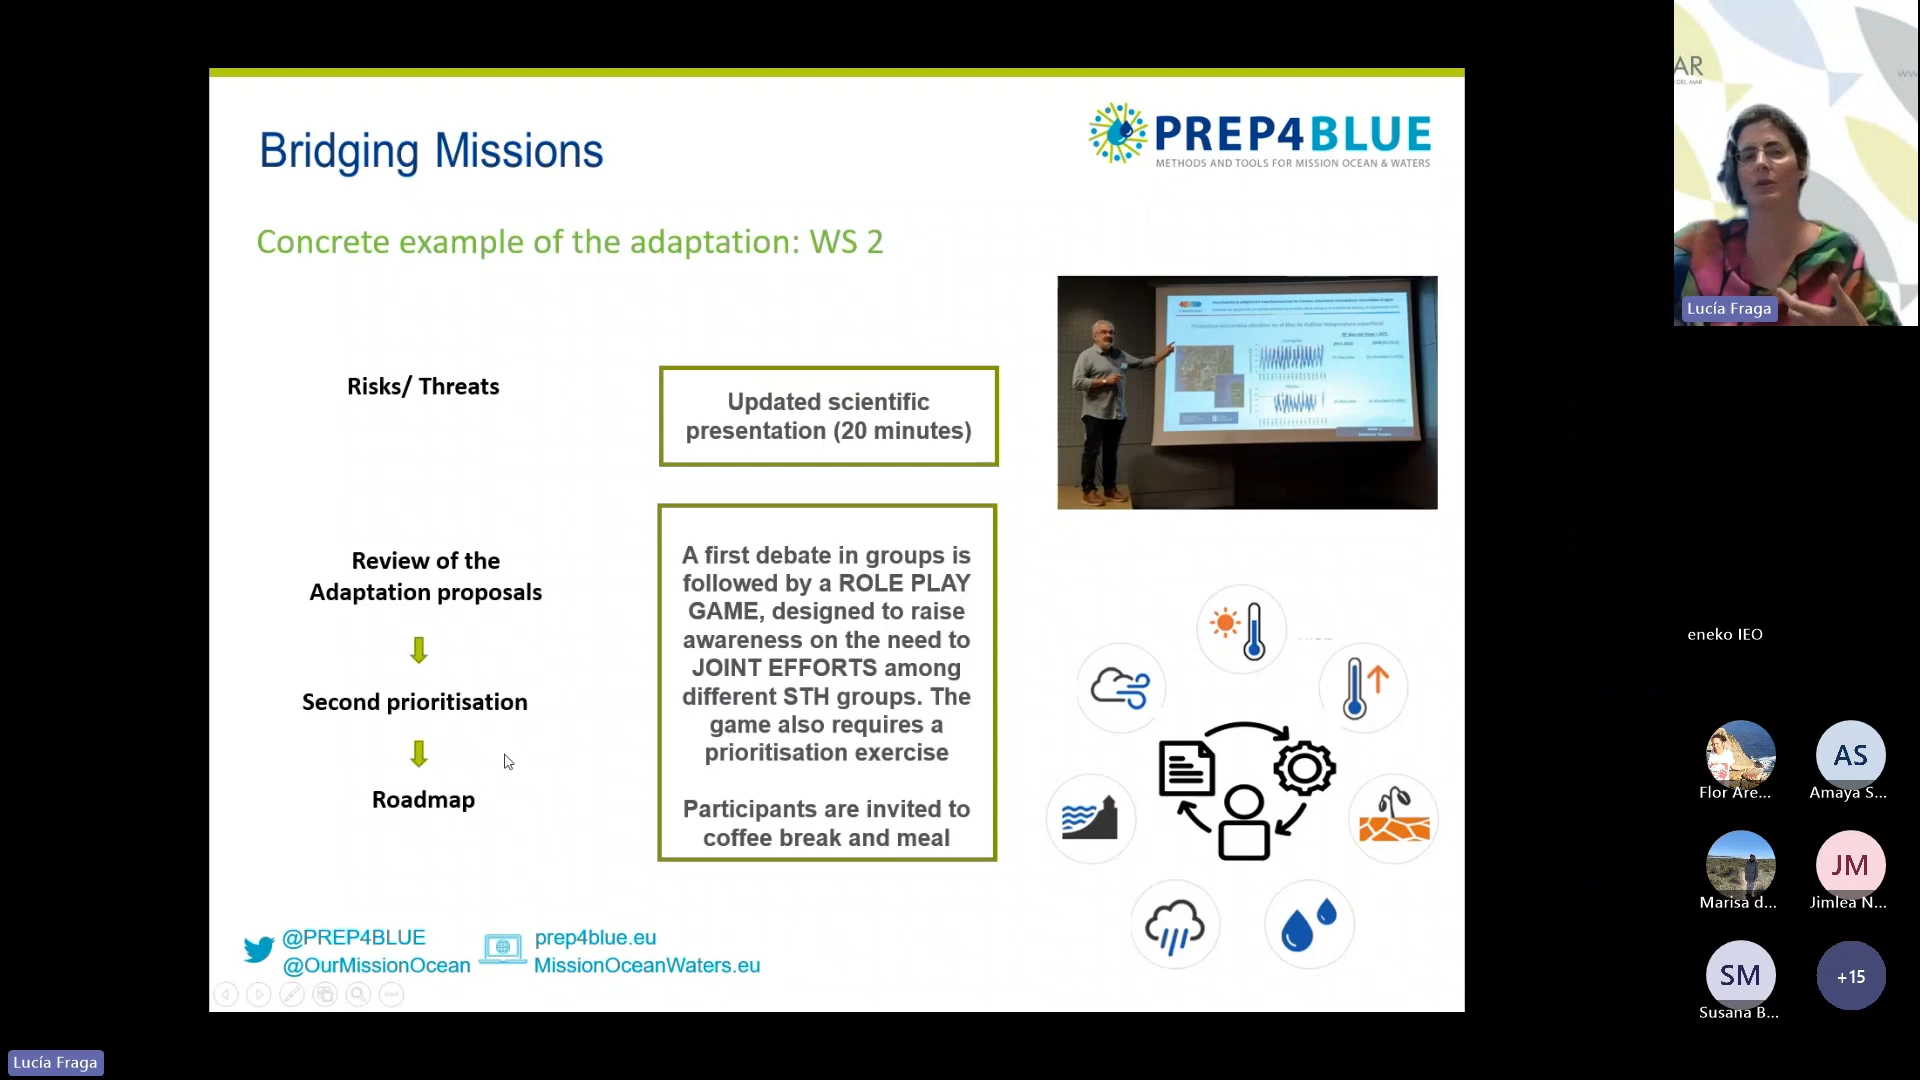 Bridging Missions
PREP4BLUE
METHODS AND TOOLS FOR MISSION OCEAN & WATERS
Concrete example of the adaptation: WS 2
Risks/ Threats
Updated scientific
presentation (20 minutes)
Review of the
Adaptation proposals
Second prioritisation
Roadmap
A first debate in groups is
followed by a ROLE PLAY
GAME, designed to raise
awareness on the need to
JOINT EFFORTS among
different STH groups. The
game also requires a
prioritisation exercise
Participants are invited to
coffee break and meal
@PREP4BLUE
@OurMissionOcean
prep4blue.eu
MissionOceanWaters.eu
AR
DEL MAR
Lucía Fraga
eneko IEO
Flor Are...
AS
Amaya S...
Marisa d...
JM
Jimlea N...
SM
Susana B...
+15
Lucía Fraga